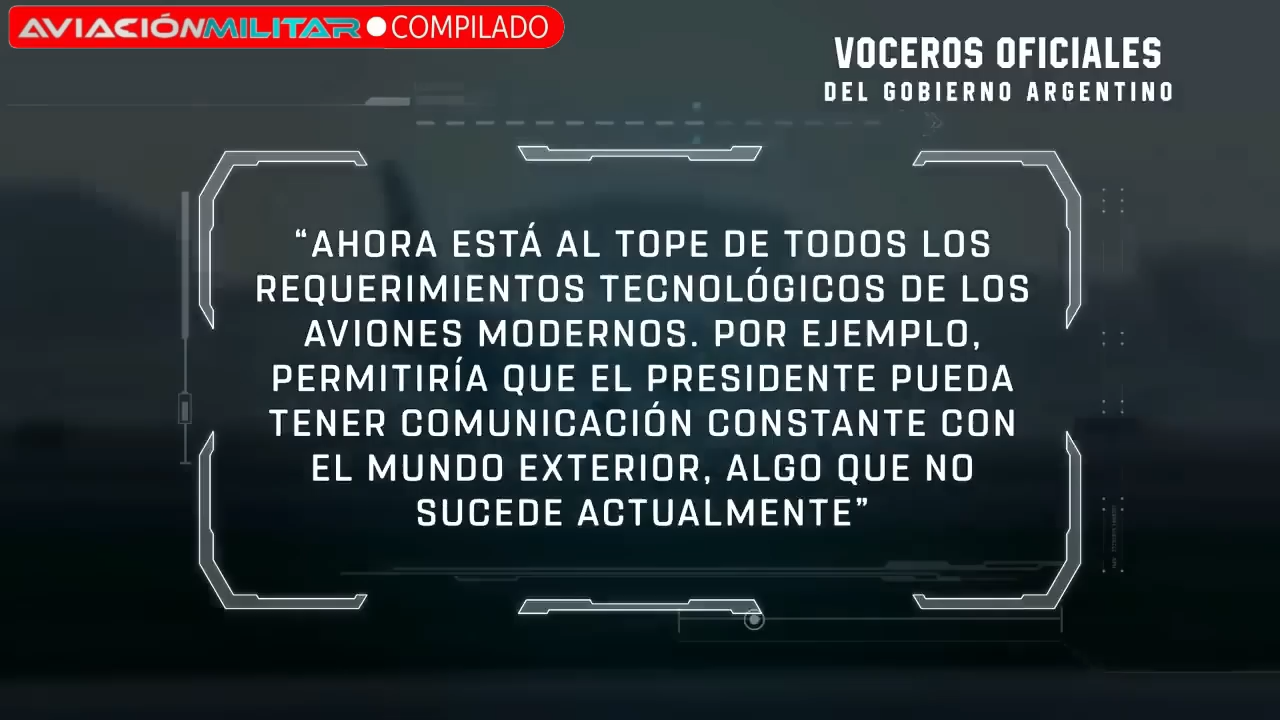 AVIACIÓNMILITAR COMPILADO
VOCEROS OFICIALES
DEL GOBIERNO ARGENTINO
“AHORA ESTÁ AL TOPE DE TODOS LOS
REQUERIMIENTOS TECNOLÓGICOS DE LOS
AVIONES MODERNOS. POR EJEMPLO,
PERMITIRÍA QUE EL PRESIDENTE PUEDA
TENER COMUNICACIÓN CONSTANTE CON
EL MUNDO EXTERIOR, ALGO QUE NO
SUCEDE ACTUALMENTE”